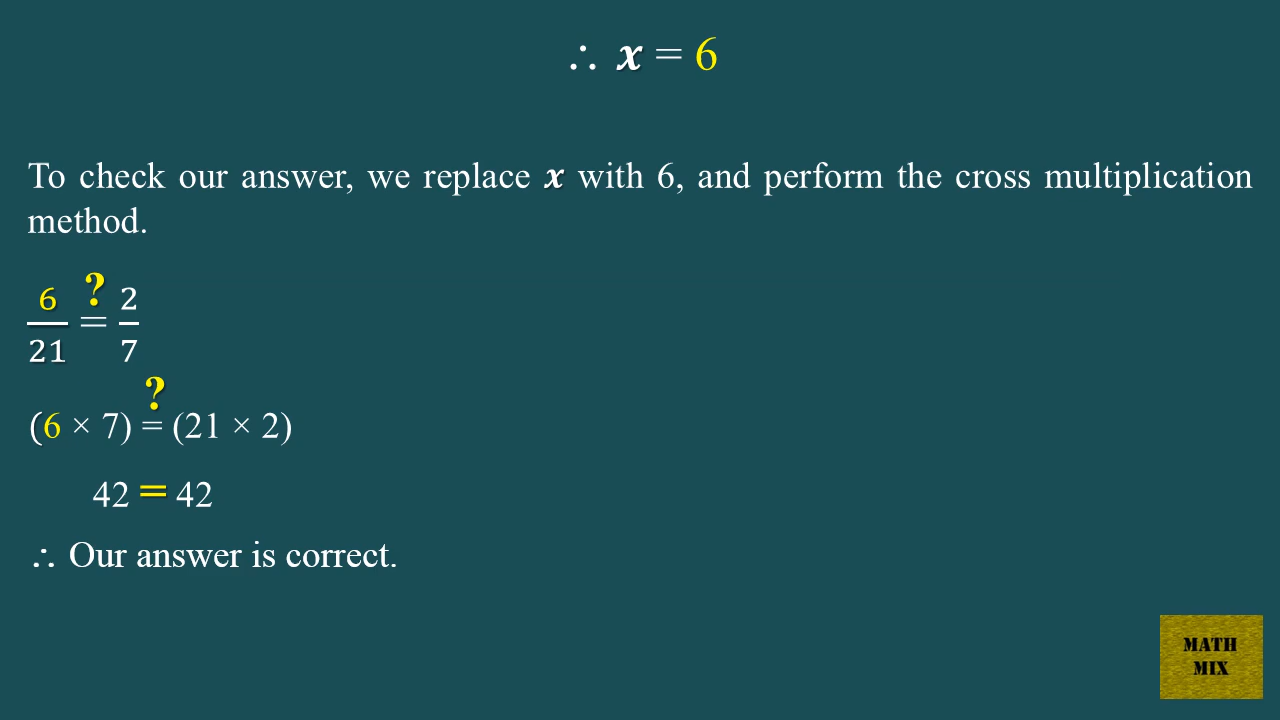 ∴ x = 6
To check our answer, we replace x with 6, and perform the cross multiplication
method.
6/21 =? 2/7
(6 × 7) =? (21 × 2)
42 = 42
∴ Our answer is correct.
MATH
MIX